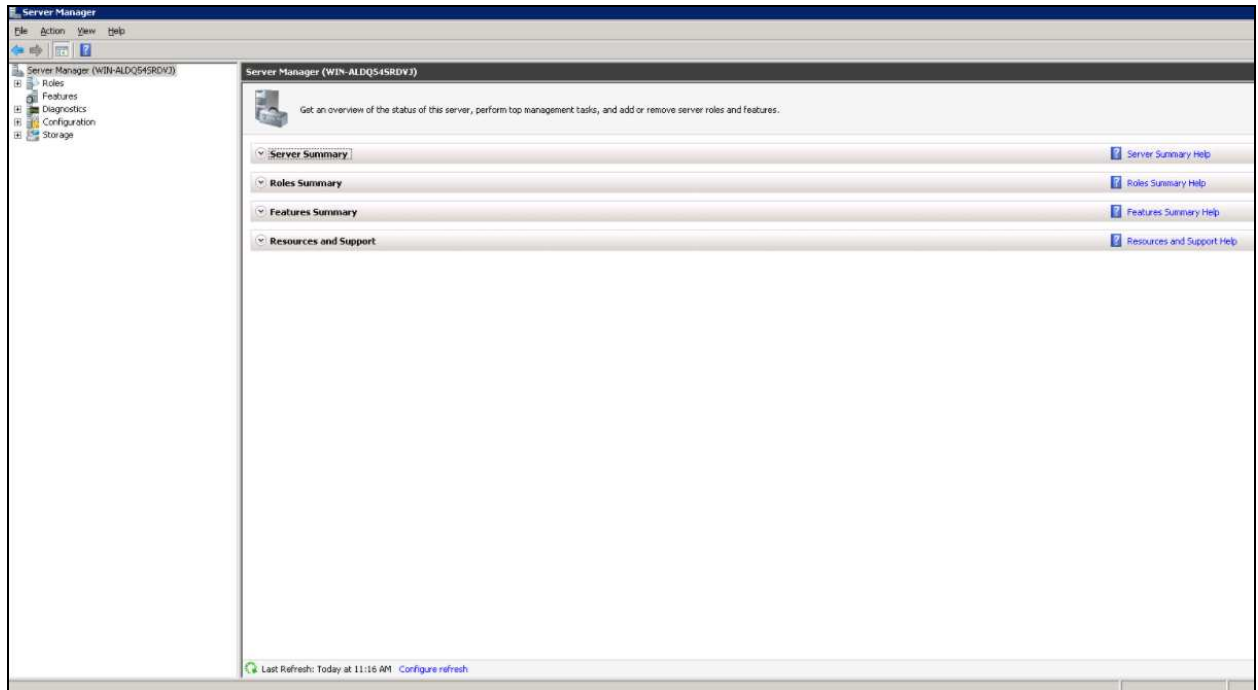 Server Manager
File Action View Help
Server Manager (WIN-ALDQ54SRDVJ)
Roles
Features
Diagnostics
Configuration
Storage
Server Manager (WIN-ALDQ54SRDVJ)
Get an overview of the status of this server, perform top management tasks, and add or remove server roles and features.
Server Summary Server Summary Help
Roles Summary Roles Summary Help
Features Summary Features Summary Help
Resources and Support Resources and Support Help
Last Refresh: Today at 11:16 AM Configure refresh